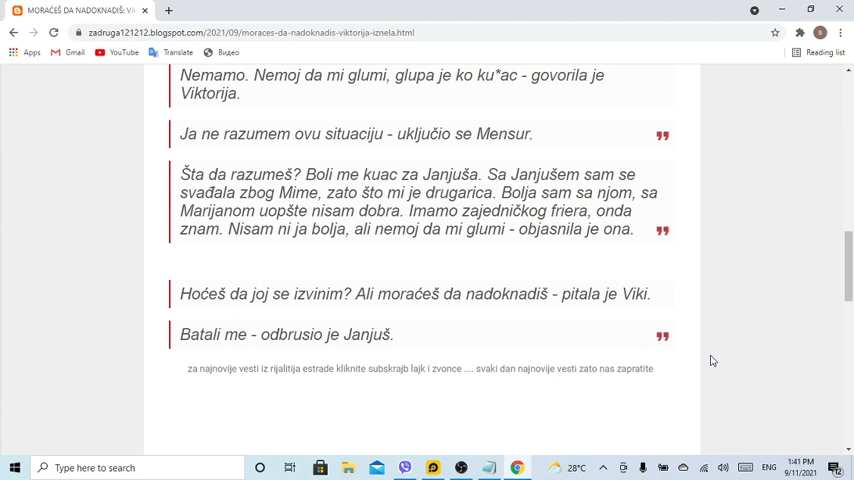 MORAĆEŠ DA NADOKNADIŠ: Vik
zadruga121212.blogspot.com/2021/09/moraces-da-nadoknadis-viktorija-iznela.html
B
Apps Gmail YouTube Translate Видео Reading list
Nemamo. Nemoj da mi glumi, glupa je ko ku*ac - govorila je
Viktorija.
Ja ne razumem ovu situaciju - uključio se Mensur.
Šta da razumeš? Boli me kuac za Janjuša. Sa Janjušem sam se
svađala zbog Mime, zato što mi je drugarica. Bolja sam sa njom, sa
Marijanom uopšte nisam dobra. Imamo zajedničkog friera, onda
znam. Nisam ni ja bolja, ali nemoj da mi glumi - objasnila je ona.
Hoćeš da joj se izvinim? Ali moraćeš da nadoknadiš - pitala je Viki.
Batali me - odbrusio je Janjuš.
za najnovije vesti iz rijalitija estrade kliknite subskrajb lajk i zvonce .... svaki dan najnovije vesti zato nas zapratite
Type here to search
28°C
ENG
1:41 PM
9/11/2021
12